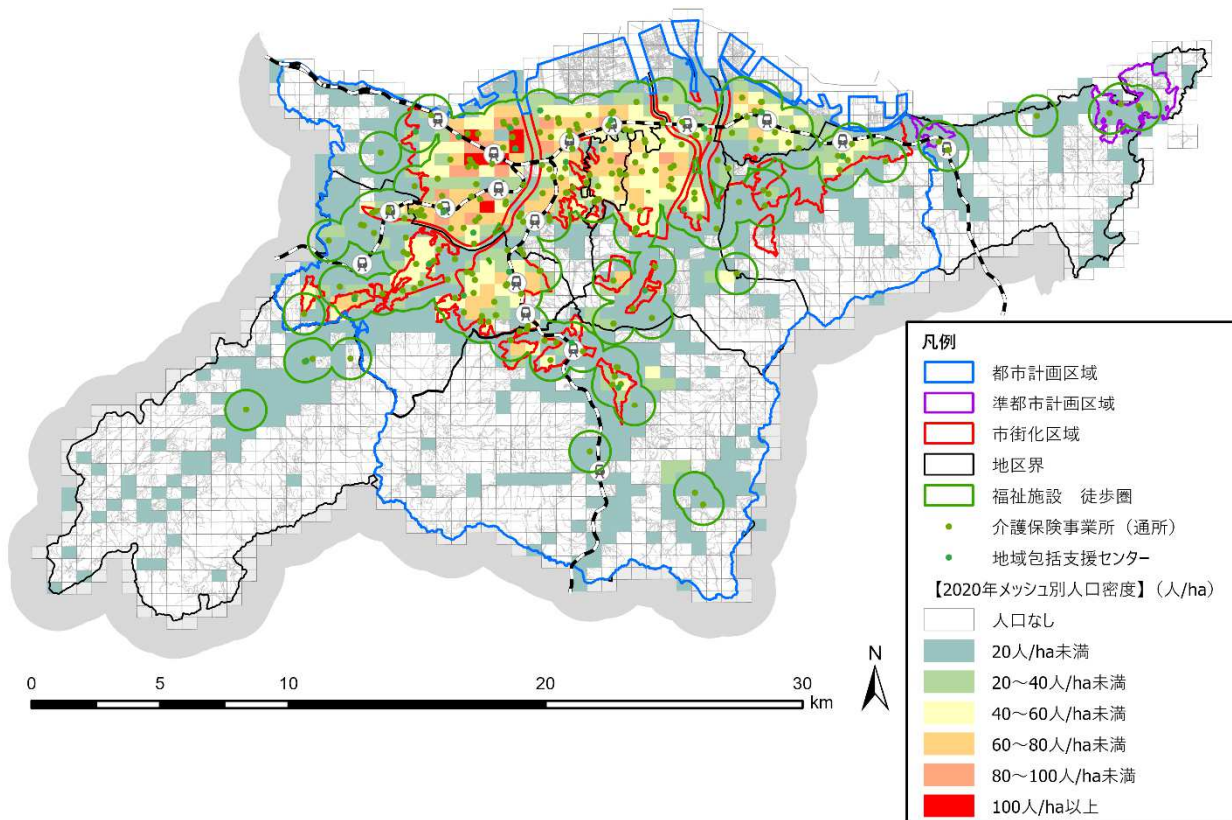 凡例
都市計画区域
準都市計画区域
市街化区域
地区界
福祉施設　徒歩圏
介護保険事業所（通所）
地域包括支援センター
【2020年メッシュ別人口密度】（人/ha）
人口なし
20人/ha未満
20～40人/ha未満
40～60人/ha未満
60～80人/ha未満
80～100人/ha未満
100人/ha以上
N
0 5 10 20 30
km